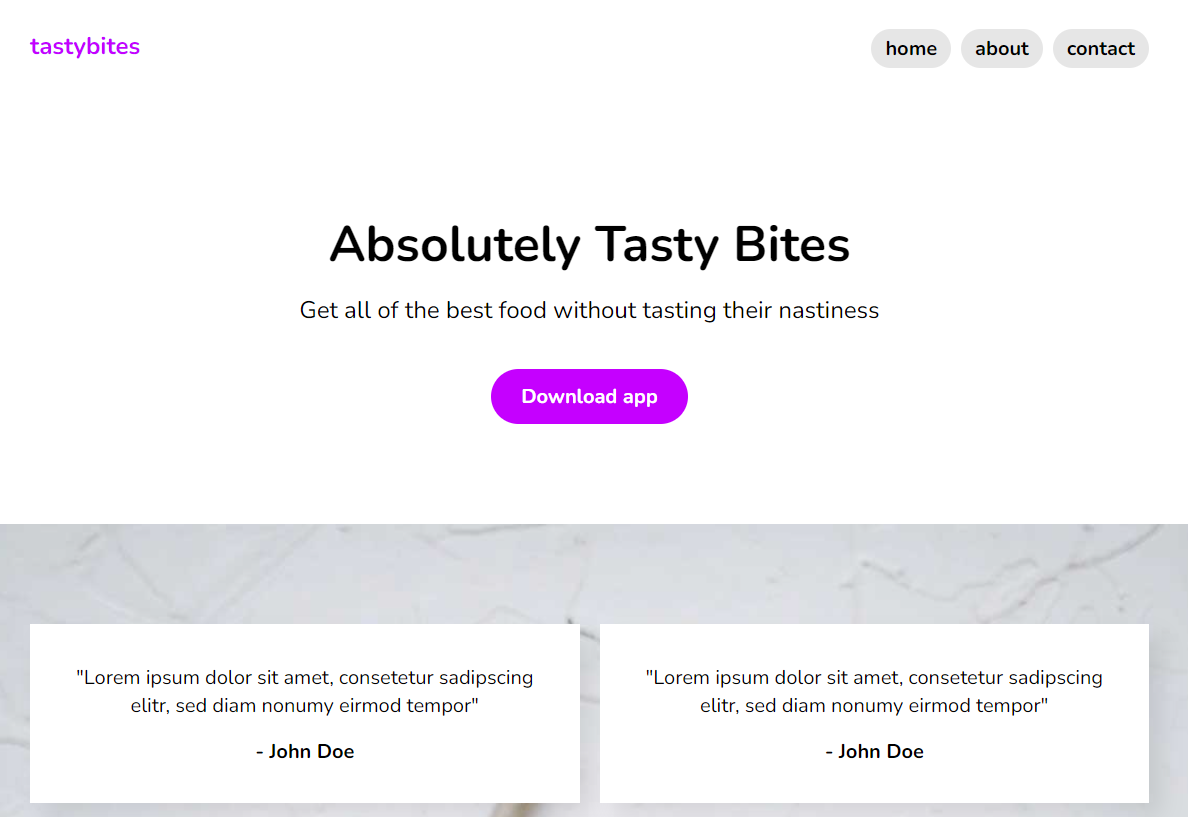 tastybites
home about contact
Absolutely Tasty Bites
Get all of the best food without tasting their nastiness
Download app
"Lorem ipsum dolor sit amet, consetetur sadipscing
elitr, sed diam nonumy eirmod tempor"
- John Doe
"Lorem ipsum dolor sit amet, consetetur sadipscing
elitr, sed diam nonumy eirmod tempor"
- John Doe